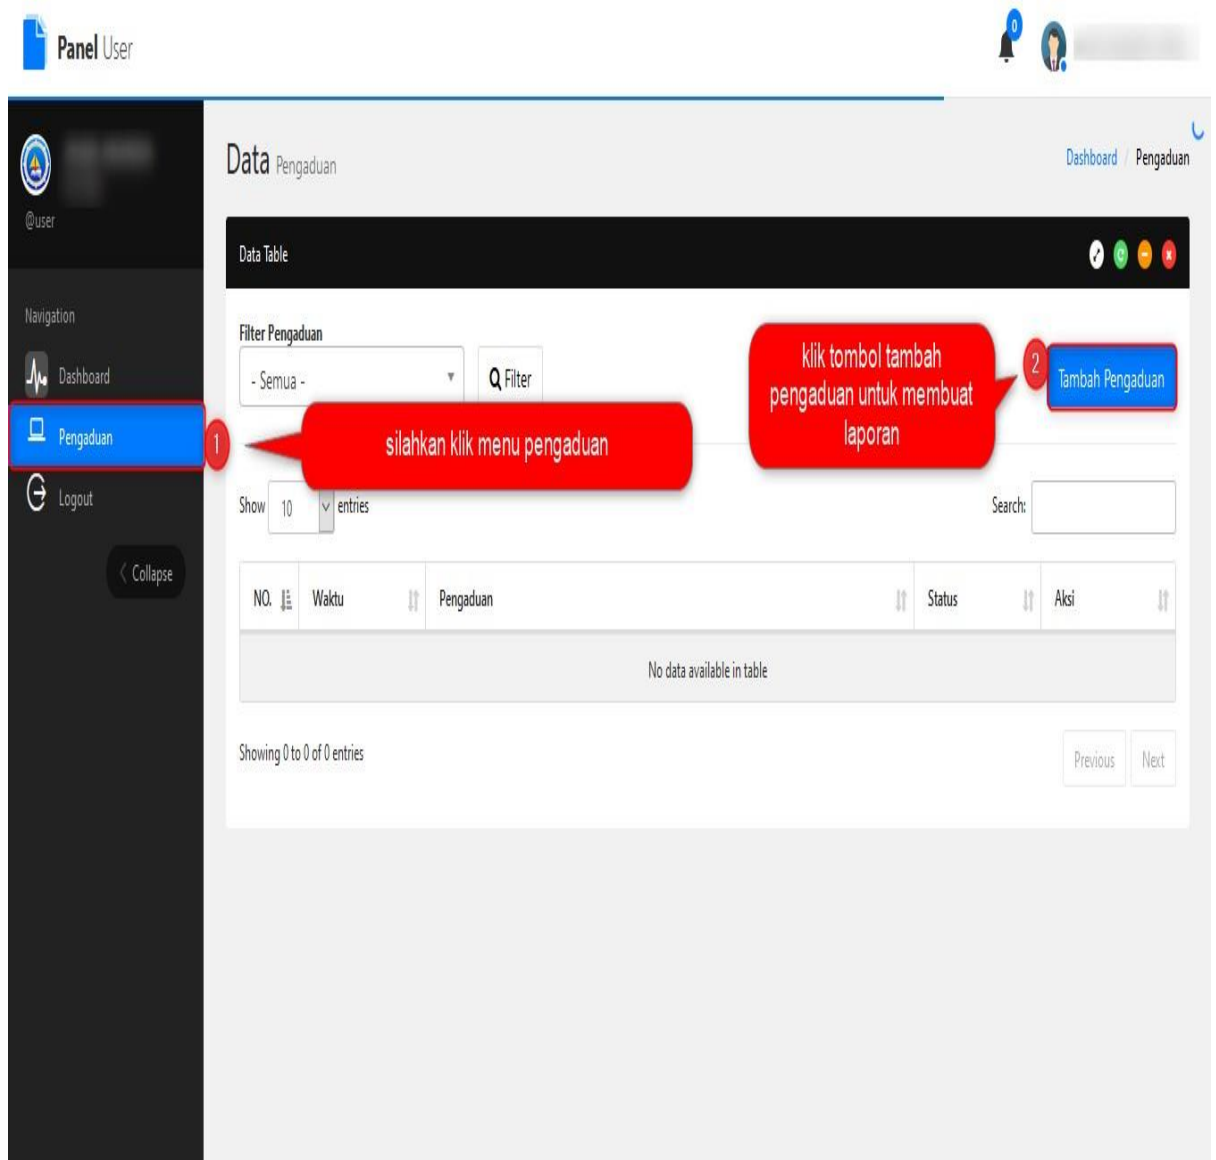 Panel User
0
@user
Data Pengaduan
Dashboard / Pengaduan
Navigation
Dashboard
Pengaduan
Logout
Collapse
Data Table
Filter Pengaduan
- Semua -
Filter
1
silahkan klik menu pengaduan
klik tombol tambah
pengaduan untuk membuat
laporan
2
Tambah Pengaduan
Show 10 entries
Search:
NO. Waktu Pengaduan Status Aksi
No data available in table
Showing 0 to 0 of 0 entries
Previous Next